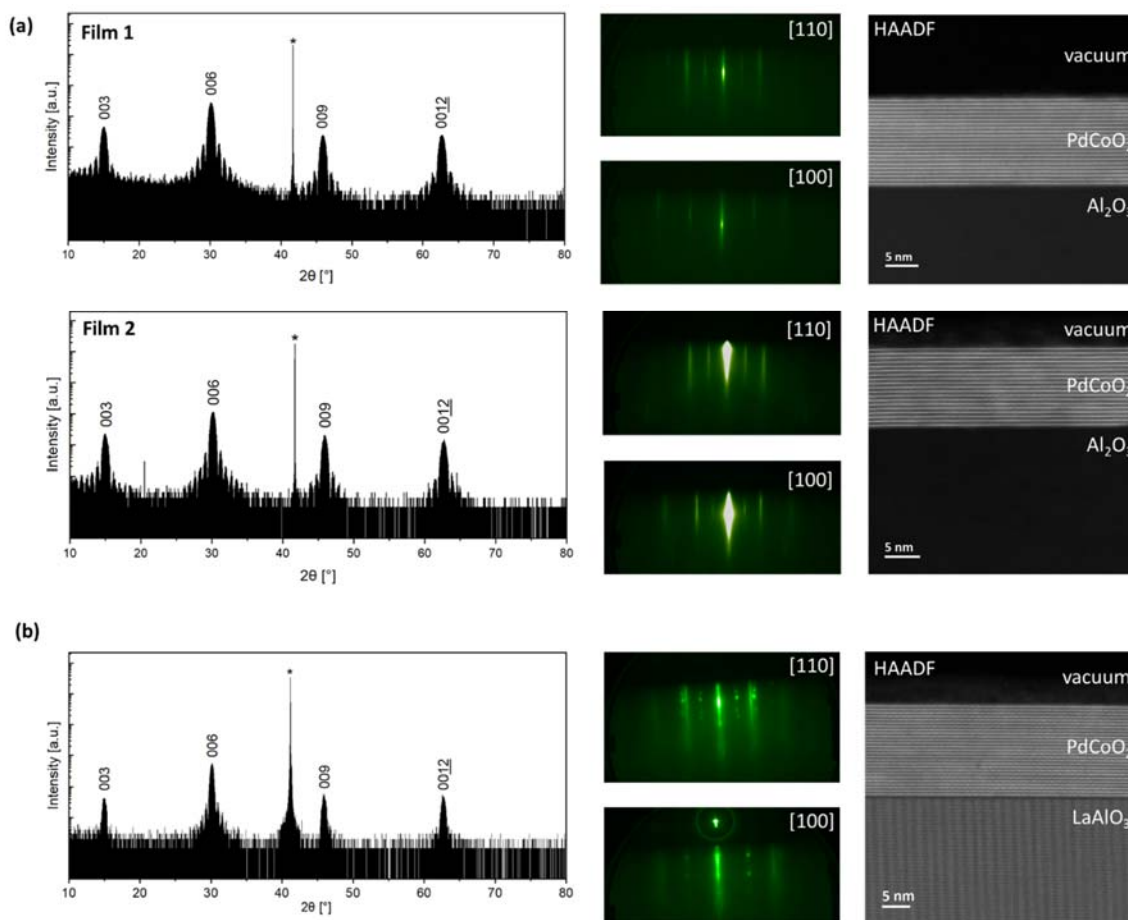 (a)
Film 1
Intensity [a.u.]
003
006
*
009
0012
10 20 30 40 50 60 70 80
2θ [°]
[110]
[100]
HAADF
vacuum
PdCoO2
Al2O3
5 nm
Film 2
Intensity [a.u.]
003
006
*
009
0012
10 20 30 40 50 60 70 80
2θ [°]
[110]
[100]
HAADF
vacuum
PdCoO2
Al2O3
5 nm
(b)
Intensity [a.u.]
003
006
*
009
0012
10 20 30 40 50 60 70 80
2θ [°]
[110]
[100]
HAADF
vacuum
PdCoO2
LaAlO3
5 nm